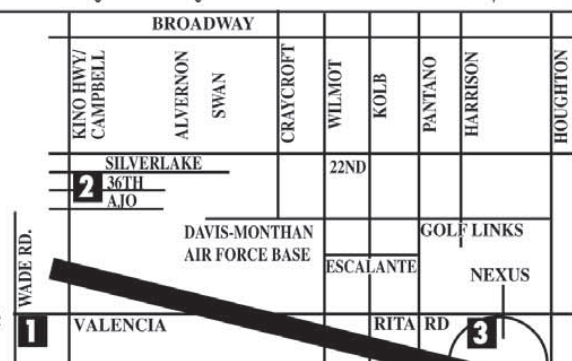 BROADWAY
KINO HWY/
CAMPBELL
ALVERNON
SWAN
CRAYCROFT
WILMOT
KOLB
PANTANO
HARRISON
HOUGHTON
SILVERLAKE
22ND
2
36TH
AJO
WADE RD.
DAVIS-MONTHAN
AIR FORCE BASE
GOLF LINKS
ESCALANTE
NEXUS
1
VALENCIA
RITA RD
3